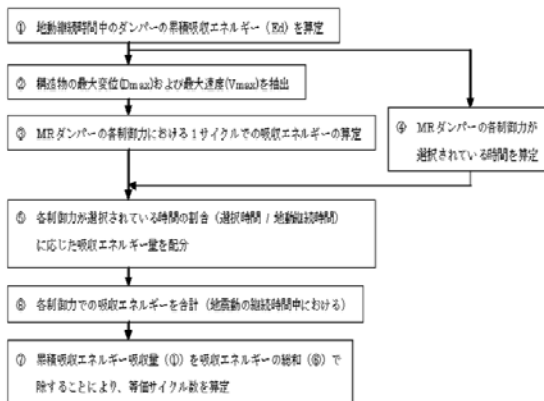 ① 地動継続時間中のダンパーの累積吸収エネルギー（Ed）を算定
② 構造物の最大変位(Dmax)および最大速度(Vmax)を抽出
③ MRダンパーの各制御力における1サイクルでの吸収エネルギーの算定
④ MRダンパーの各制御力が
選択されている時間を算定
⑤ 各制御力が選択されている時間の割合（選択時間 / 地動継続時間）
に応じた吸収エネルギー量を配分
⑥ 各制御力での吸収エネルギーを合計（地震動の継続時間中における）
⑦ 累積吸収エネルギー吸収量（①）を吸収エネルギーの総和（⑥）で
除することにより、等価サイクル数を算定